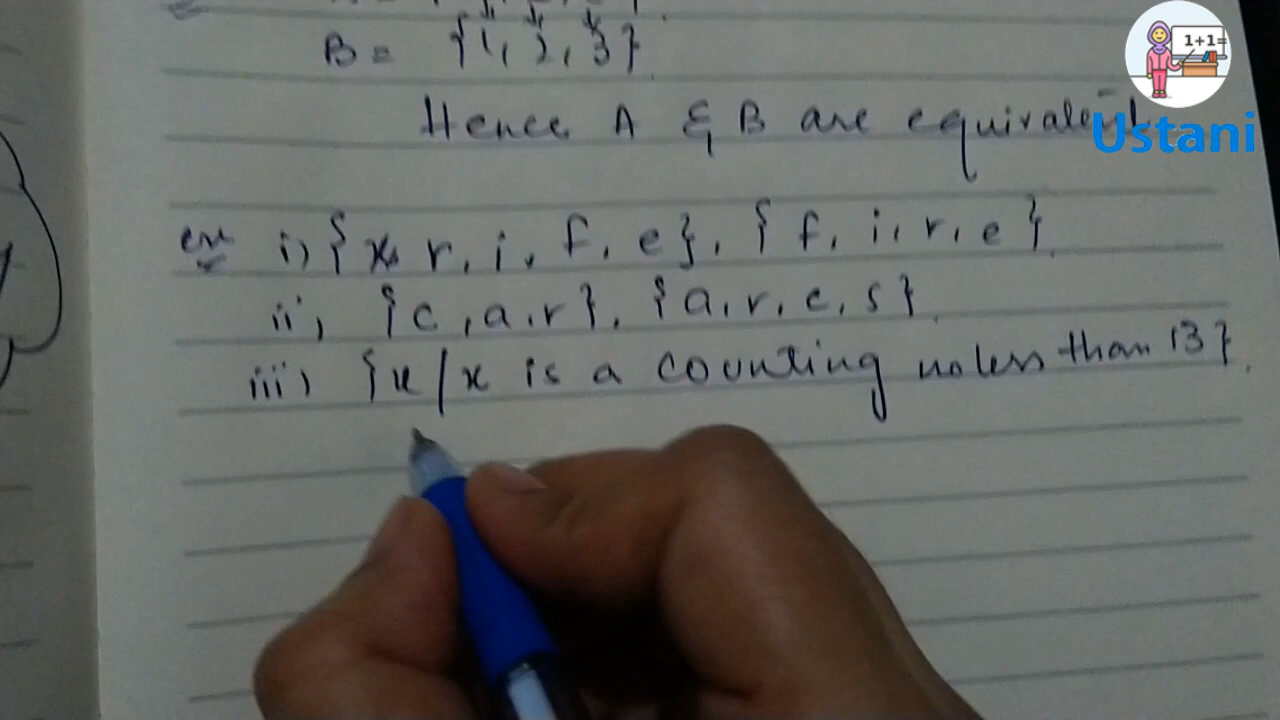 B = {1, 2, 3}.
Hence A & B are equivalent
1+1=
Ustani
ex i) {r, i, f, e}, {f, i, r, e}.
ii) {c, a, r}, {a, r, c, s}.
iii) {x/x is a counting no less than 13},